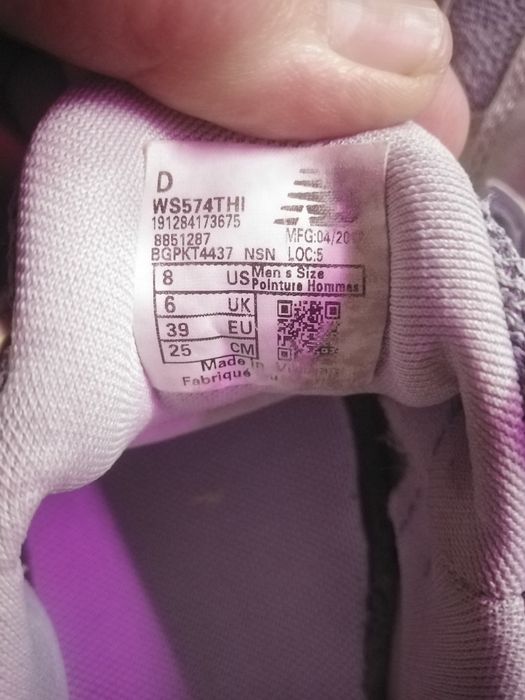 D
WS574THI
191284173675
8851287 MFG:04/20
BGPKT4437 NSN LOC:5
8 US Men s Size
Pointure Hommes
6 UK
39 EU
25 CM
Made
Fabriqué